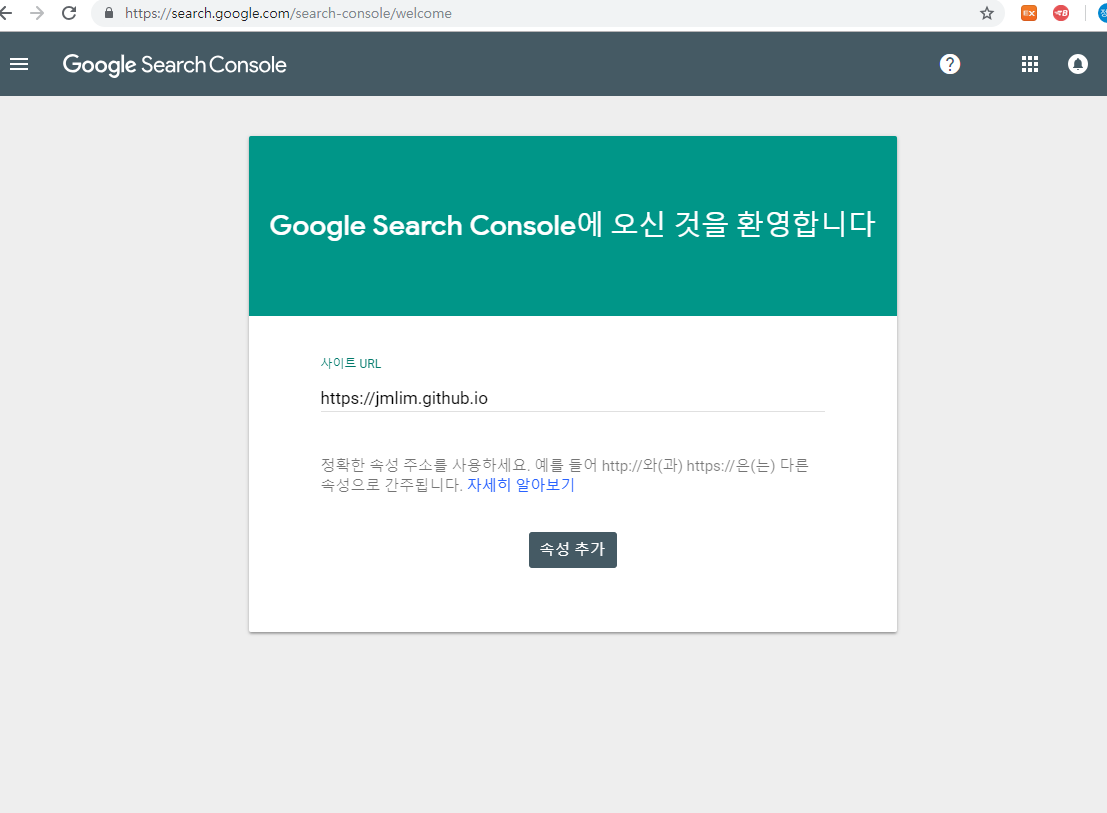 https://search.google.com/search-console/welcome
Google Search Console
Google Search Console에 오신 것을 환영합니다
사이트 URL
https://jmlim.github.io
정확한 속성 주소를 사용하세요. 예를 들어 http://와(과) https://은(는) 다른
속성으로 간주됩니다. 자세히 알아보기
속성 추가